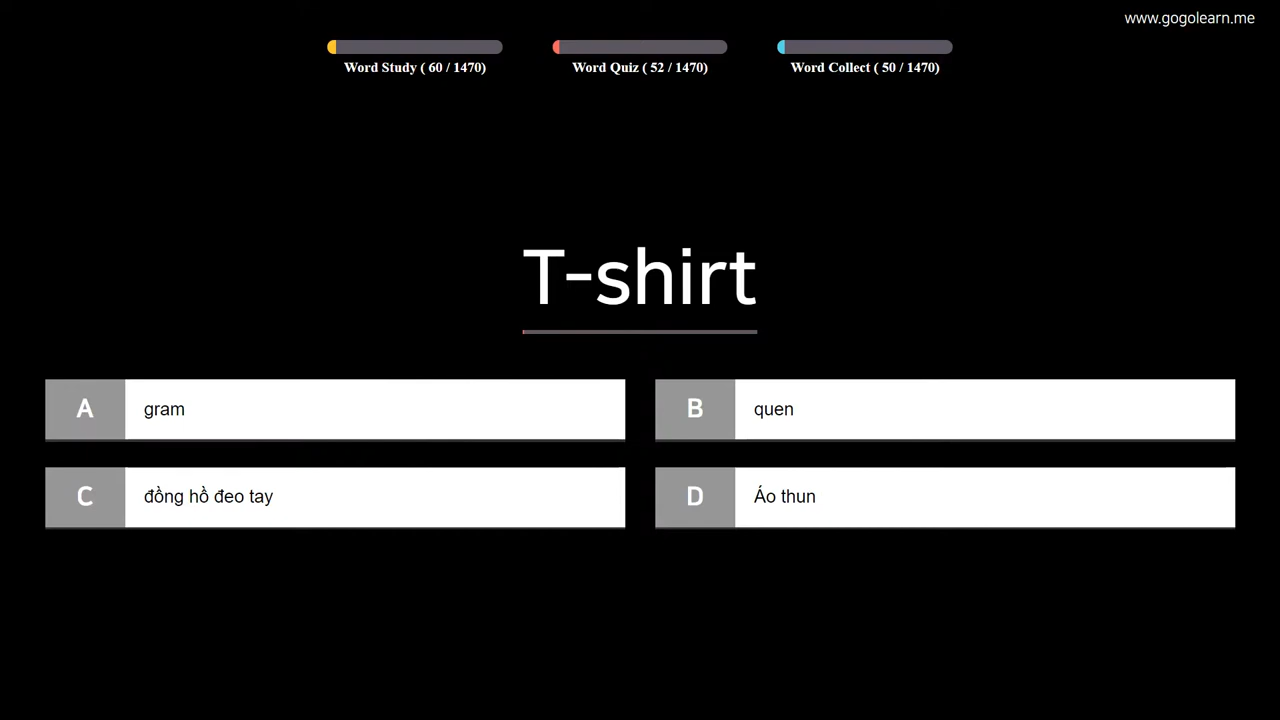 www.gogolearn.me
Word Study ( 60 / 1470)
Word Quiz ( 52 / 1470)
Word Collect ( 50 / 1470)
T-shirt
A gram
B quen
C đồng hồ đeo tay
D Áo thun